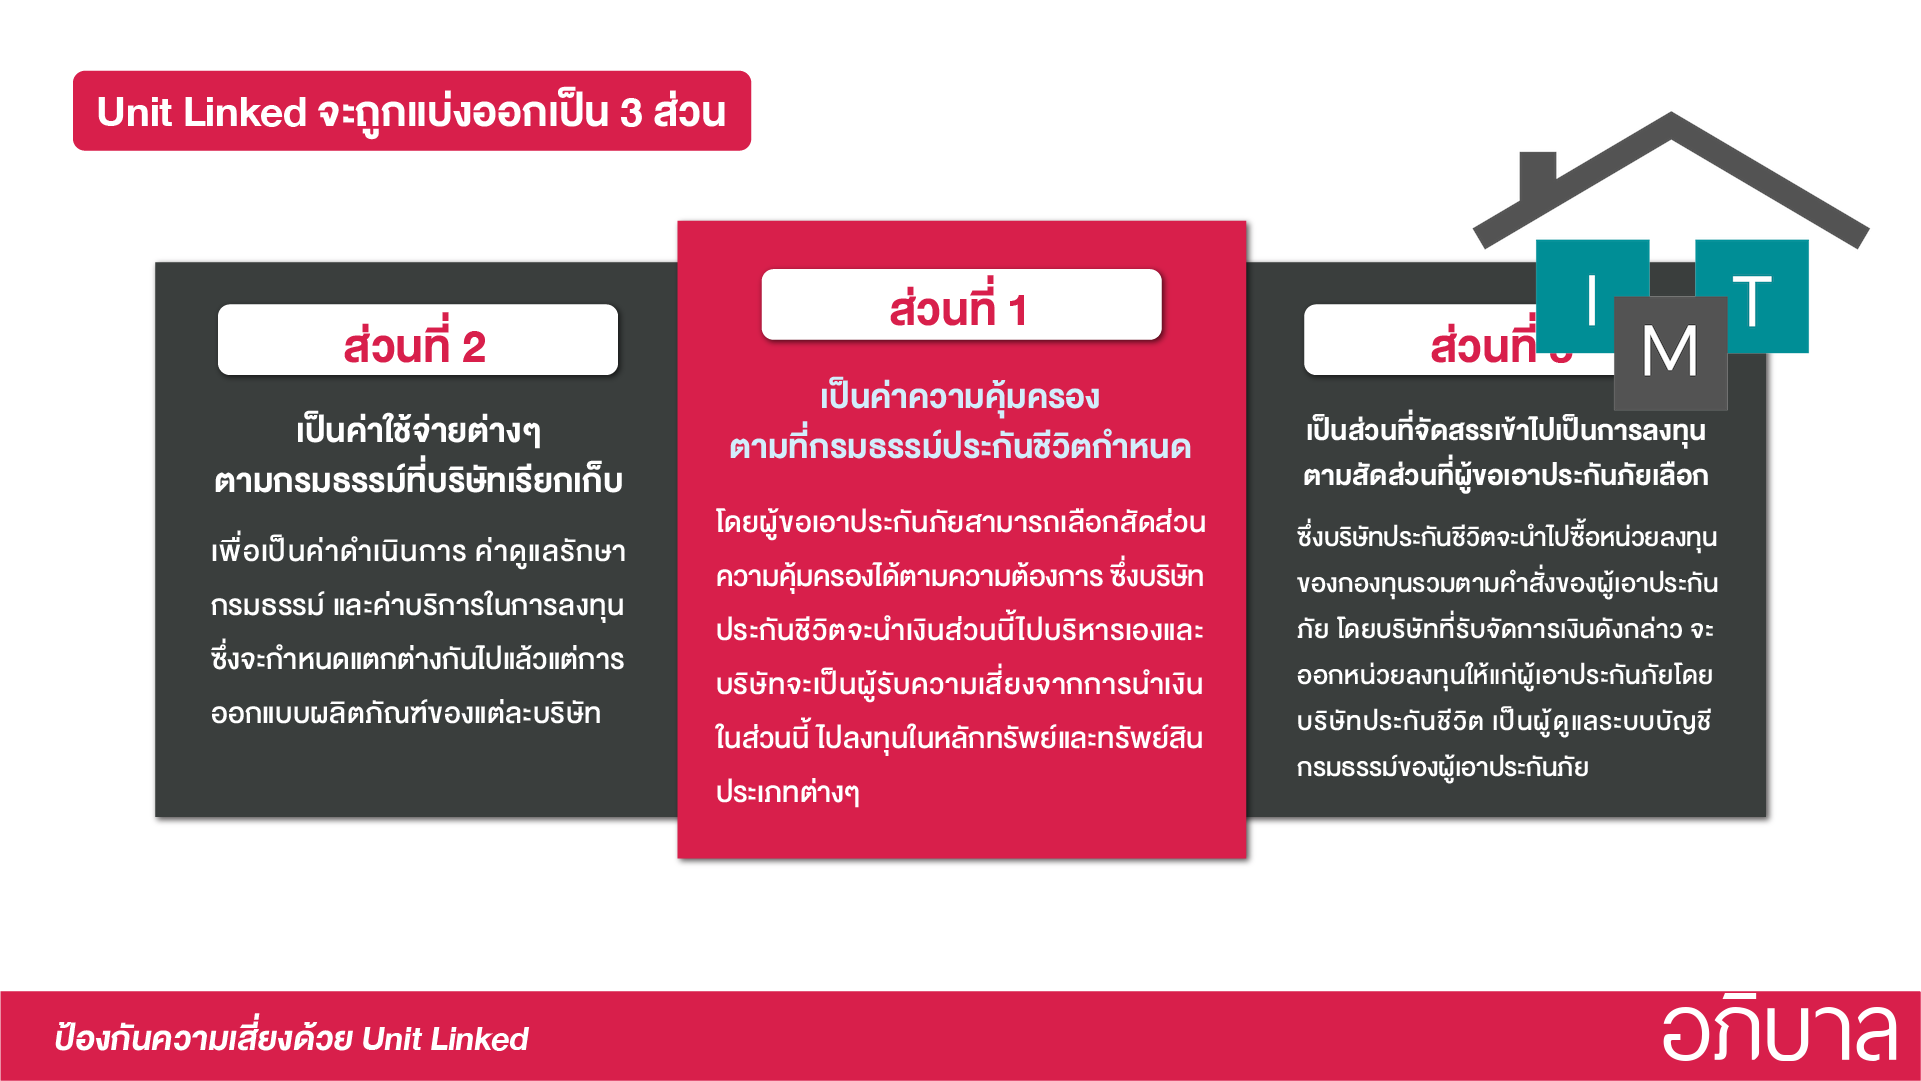 Unit Linked จะถูกแบ่งออกเป็น 3 ส่วน
ส่วนที่ 2
เป็นค่าใช้จ่ายต่างๆ
ตามกรมธรรม์ที่บริษัทเรียกเก็บ
เพื่อเป็นค่าดำเนินการ ค่าดูแลรักษา
กรมธรรม์ และค่าบริการในการลงทุน
ซึ่งจะกำหนดแตกต่างกันไปแล้วแต่การ
ออกแบบผลิตภัณฑ์ของแต่ละบริษัท
ส่วนที่ 1
เป็นค่าความคุ้มครอง
ตามที่กรมธรรม์ประกันชีวิตกำหนด
โดยผู้ขอเอาประกันภัยสามารถเลือกสัดส่วน
ความคุ้มครองได้ตามความต้องการ ซึ่งบริษัท
ประกันชีวิตจะนำเงินส่วนนี้ไปบริหารเองและ
บริษัทจะเป็นผู้รับความเสี่ยงจากการนำเงิน
ในส่วนนี้ ไปลงทุนในหลักทรัพย์และทรัพย์สิน
ประเภทต่างๆ
I M T
ส่วนที่
เป็นส่วนที่จัดสรรเข้าไปเป็นการลงทุน
ตามสัดส่วนที่ผู้ขอเอาประกันภัยเลือก
ซึ่งบริษัทประกันชีวิตจะนำไปซื้อหน่วยลงทุน
ของกองทุนรวมตามคำสั่งของผู้เอาประกัน
ภัย โดยบริษัทที่รับจัดการเงินดังกล่าว จะ
ออกหน่วยลงทุนให้แก่ผู้เอาประกันภัยโดย
บริษัทประกันชีวิต เป็นผู้ดูแลระบบบัญชี
กรมธรรม์ของผู้เอาประกันภัย
ป้องกันความเสี่ยงด้วย Unit Linked
อภิบาล